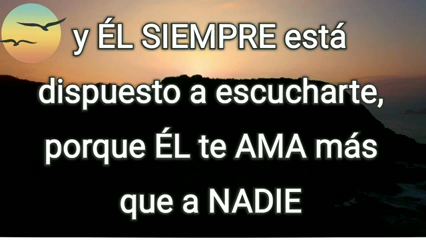 y ÉL SIEMPRE está
dispuesto a escucharte,
porque ÉL te AMA más
que a NADIE